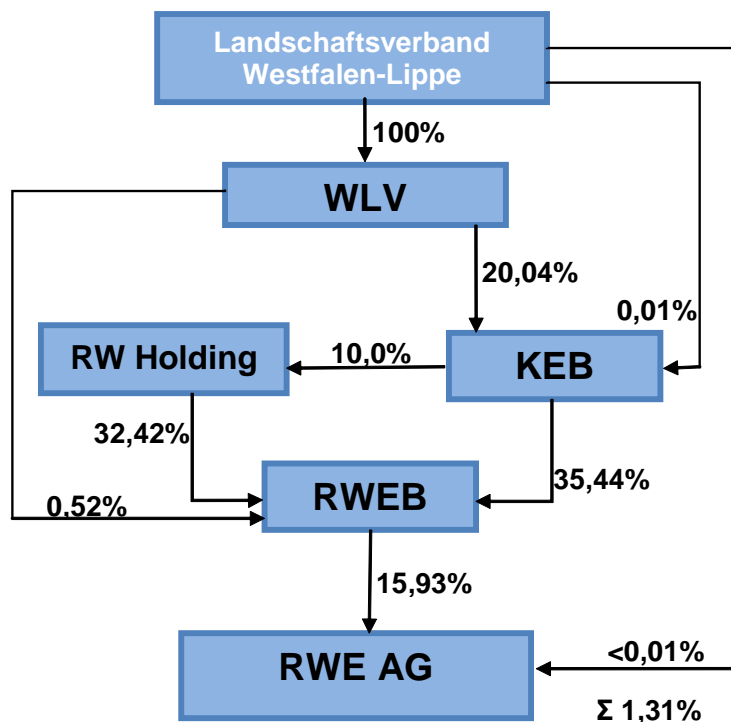 Landschaftsverband
Westfalen-Lippe
100%
WLV
20,04%
0,01%
RW Holding
10,0%
KEB
32,42%
35,44%
RWEB
0,52%
15,93%
RWE AG
<0,01%
Σ 1,31%